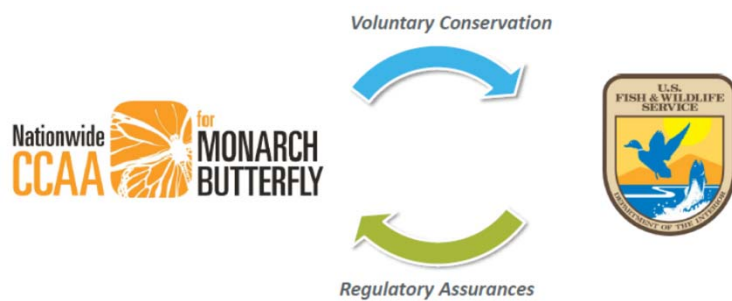 Voluntary Conservation
Nationwide
CCAA
for
MONARCH
BUTTERFLY
U.S.
FISH & WILDLIFE
SERVICE
DEPARTMENT OF THE INTERIOR
Regulatory Assurances